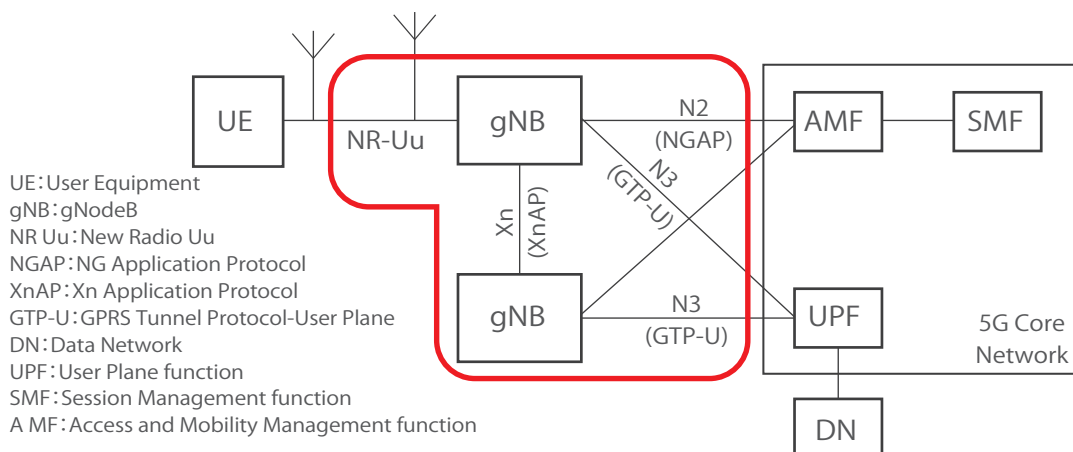 UE
NR-Uu
gNB
N2
(NGAP)
AMF
SMF
N3
(GTP-U)
Xn
(XnAP)
gNB
N3
(GTP-U)
UPF
5G Core
Network
DN
UE:User Equipment
gNB:gNodeB
NR Uu:New Radio Uu
NGAP:NG Application Protocol
XnAP:Xn Application Protocol
GTP-U:GPRS Tunnel Protocol-User Plane
DN:Data Network
UPF:User Plane function
SMF:Session Management function
A MF:Access and Mobility Management function